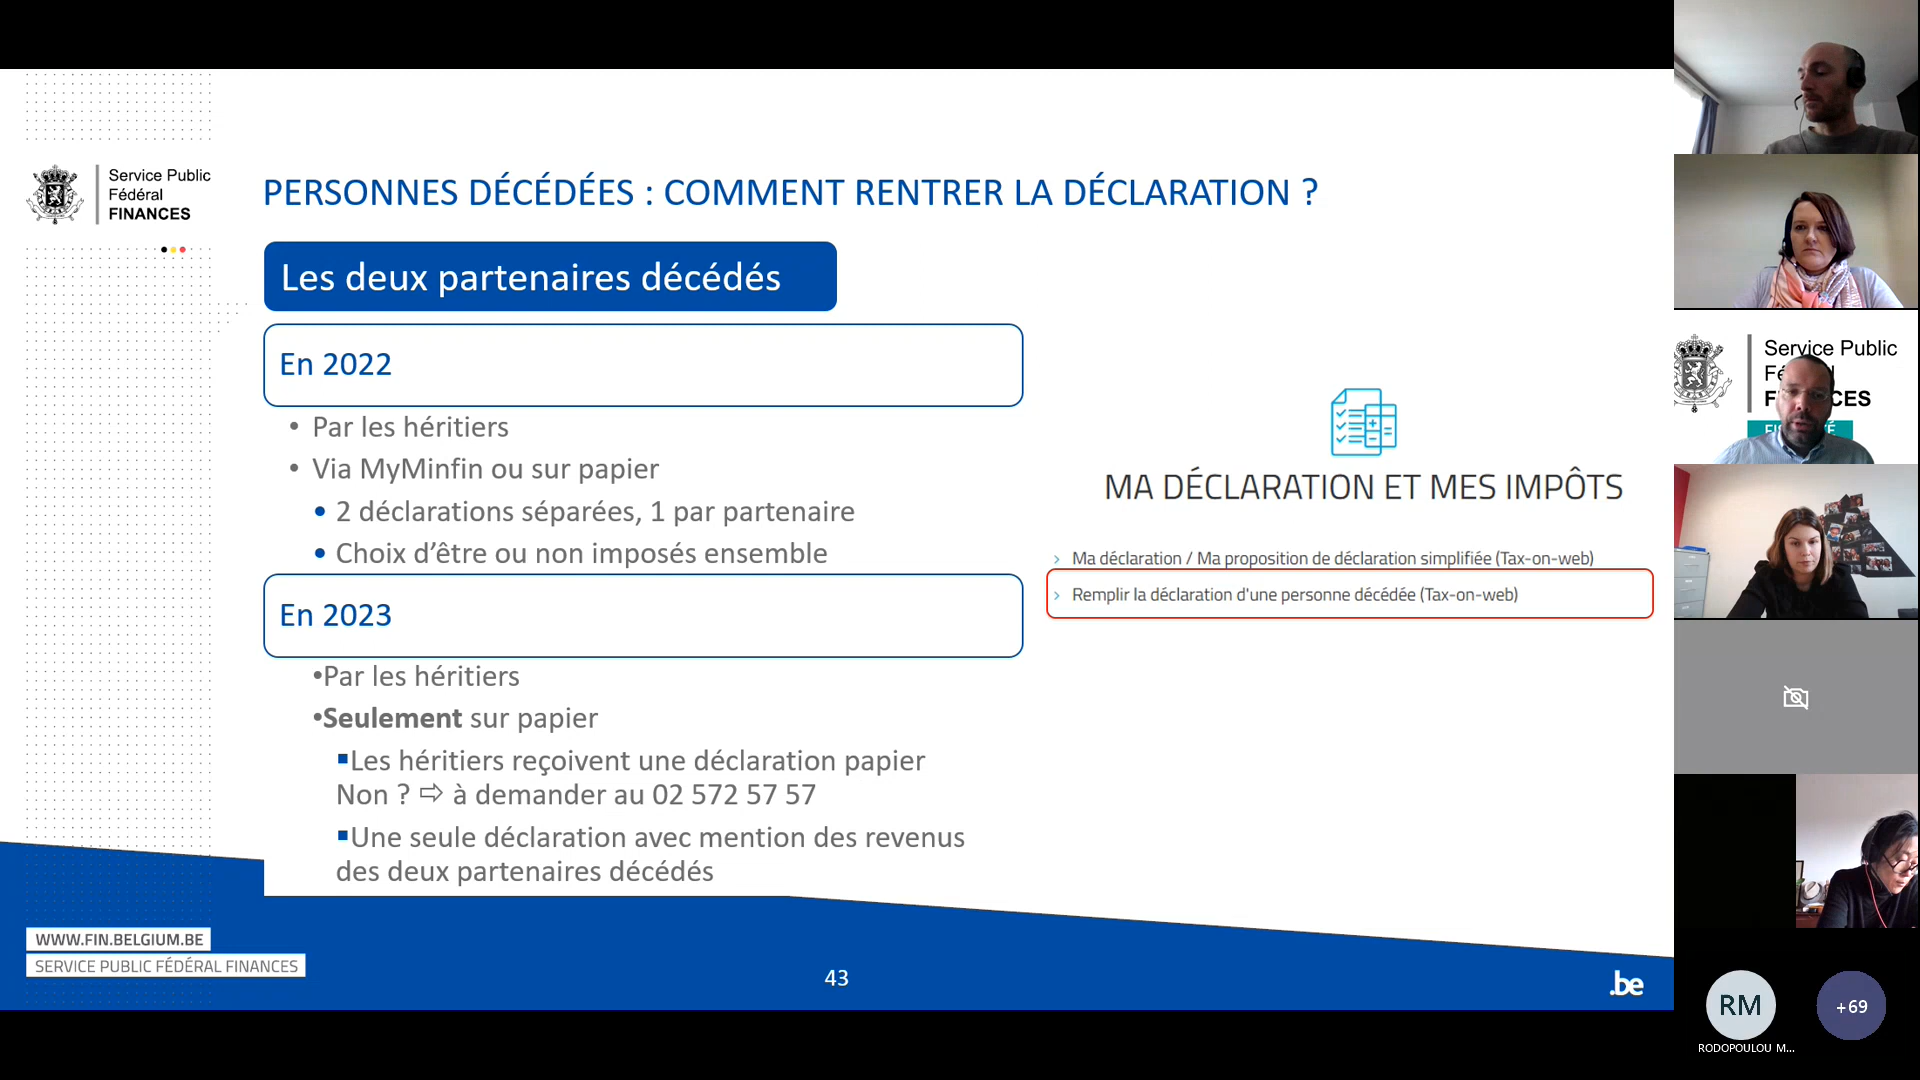 Service Public
Fédéral
FINANCES
PERSONNES DÉCÉDÉES : COMMENT RENTRER LA DÉCLARATION ?
Les deux partenaires décédés
En 2022
• Par les héritiers
• Via MyMinfin ou sur papier
• 2 déclarations séparées, 1 par partenaire
• Choix d’être ou non imposés ensemble
En 2023
•Par les héritiers
•Seulement sur papier
▪Les héritiers reçoivent une déclaration papier
Non ? ⇨ à demander au 02 572 57 57
▪Une seule déclaration avec mention des revenus
des deux partenaires décédés
MA DÉCLARATION ET MES IMPÔTS
› Ma déclaration / Ma proposition de déclaration simplifiée (Tax-on-web)
› Remplir la déclaration d'une personne décédée (Tax-on-web)
WWW.FIN.BELGIUM.BE
SERVICE PUBLIC FÉDÉRAL FINANCES
43
.be
Service Public
RM
+69
RODOPOULOU M...